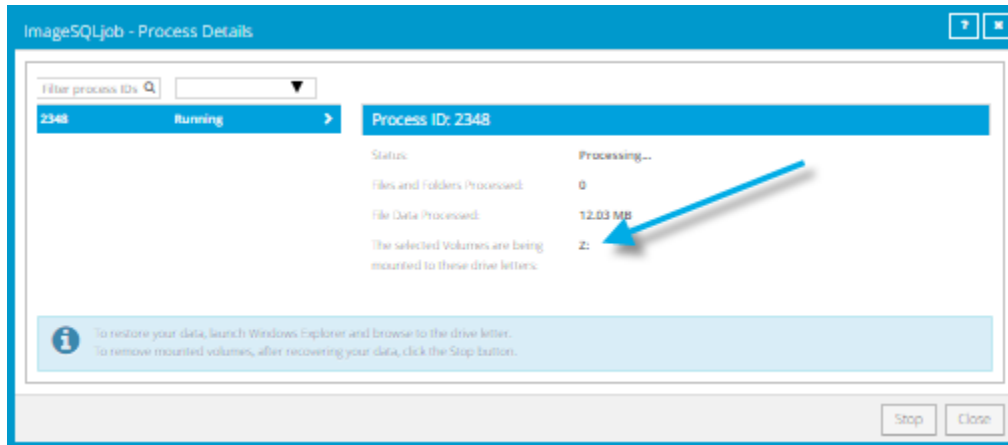 ImageSQLjob - Process Details
?
Filter process IDs
2348 Running
Process ID: 2348
Status: Processing...
Files and Folders Processed: 0
File Data Processed: 12.03 MB
The selected Volumes are being Z:
mounted to these drive letters:
To restore your data, launch Windows Explorer and browse to the drive letter.
To remove mounted volumes, after recovering your data, click the Stop button.
Stop Close